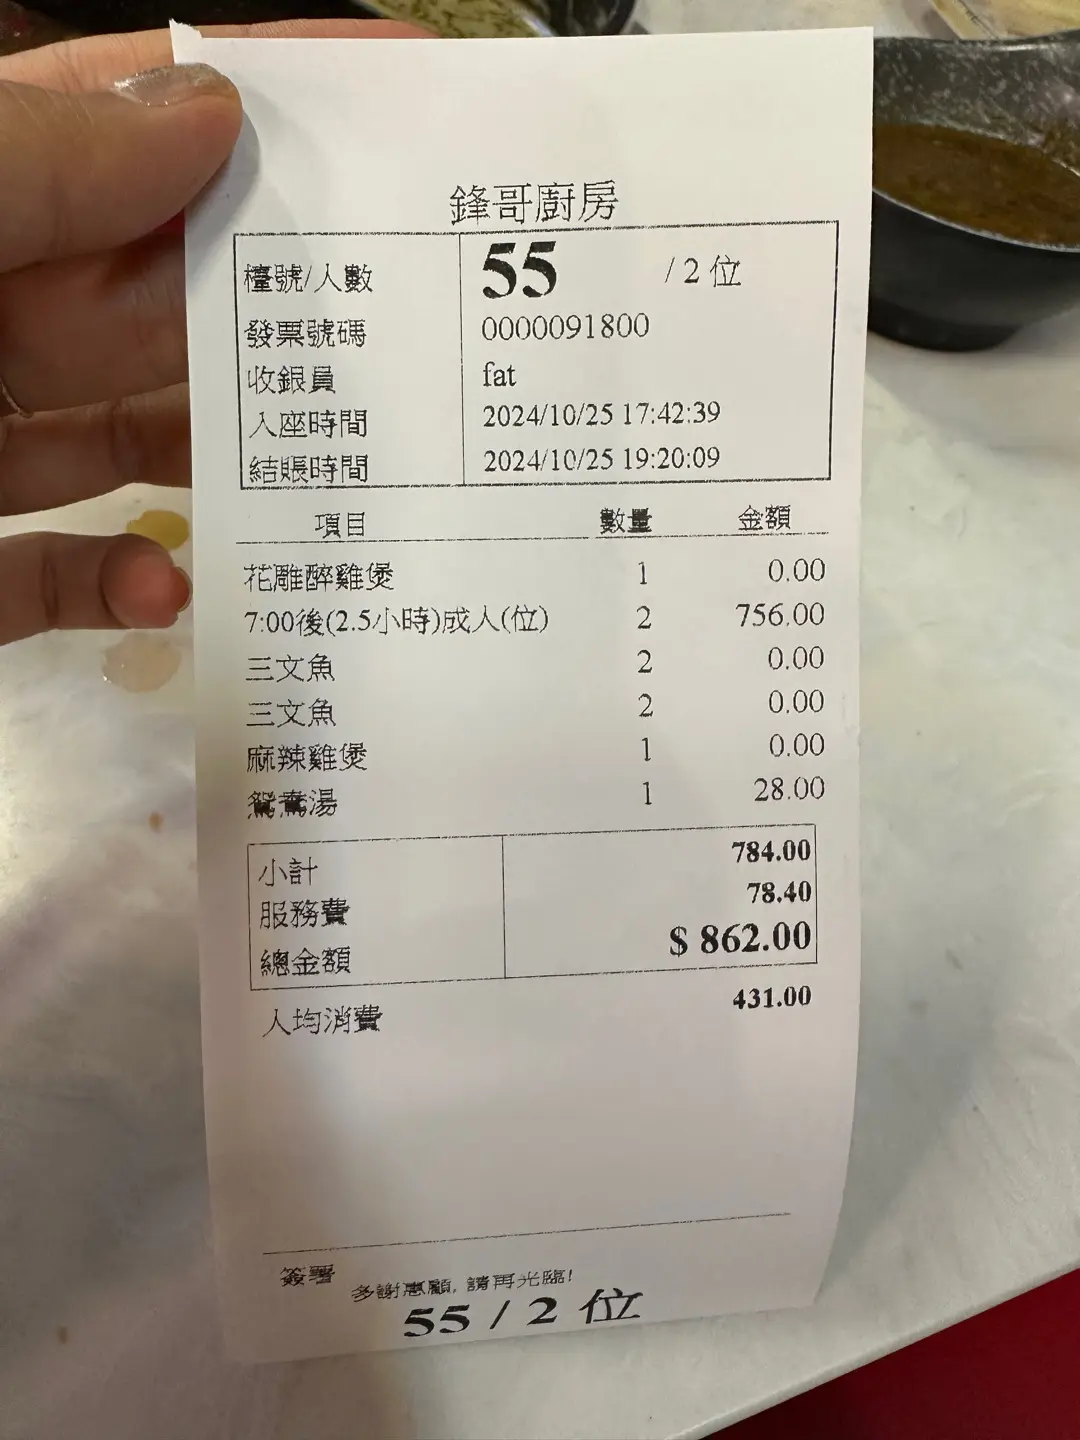 鋒哥廚房
檯號/人數 55 / 2 位
發票號碼 0000091800
收銀員 fat
入座時間 2024/10/25 17:42:39
結賬時間 2024/10/25 19:20:09
項目 數量 金額
花雕醉雞煲 1 0.00
7:00後(2.5小時)成人(位) 2 756.00
三文魚 2 0.00
三文魚 2 0.00
麻辣雞煲 1 0.00
鴛鴦湯 1 28.00
小計 784.00
服務費 78.40
總金額 $ 862.00
人均消費 431.00
簽署
多謝惠顧, 請再光臨!
55 / 2 位